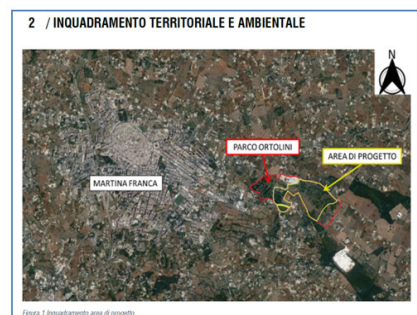 2 / INQUADRAMENTO TERRITORIALE E AMBIENTALE
N
PARCO ORTOLINI
AREA DI PROGETTO
MARTINA FRANCA
Figura 1 Inquadramento area di progetto